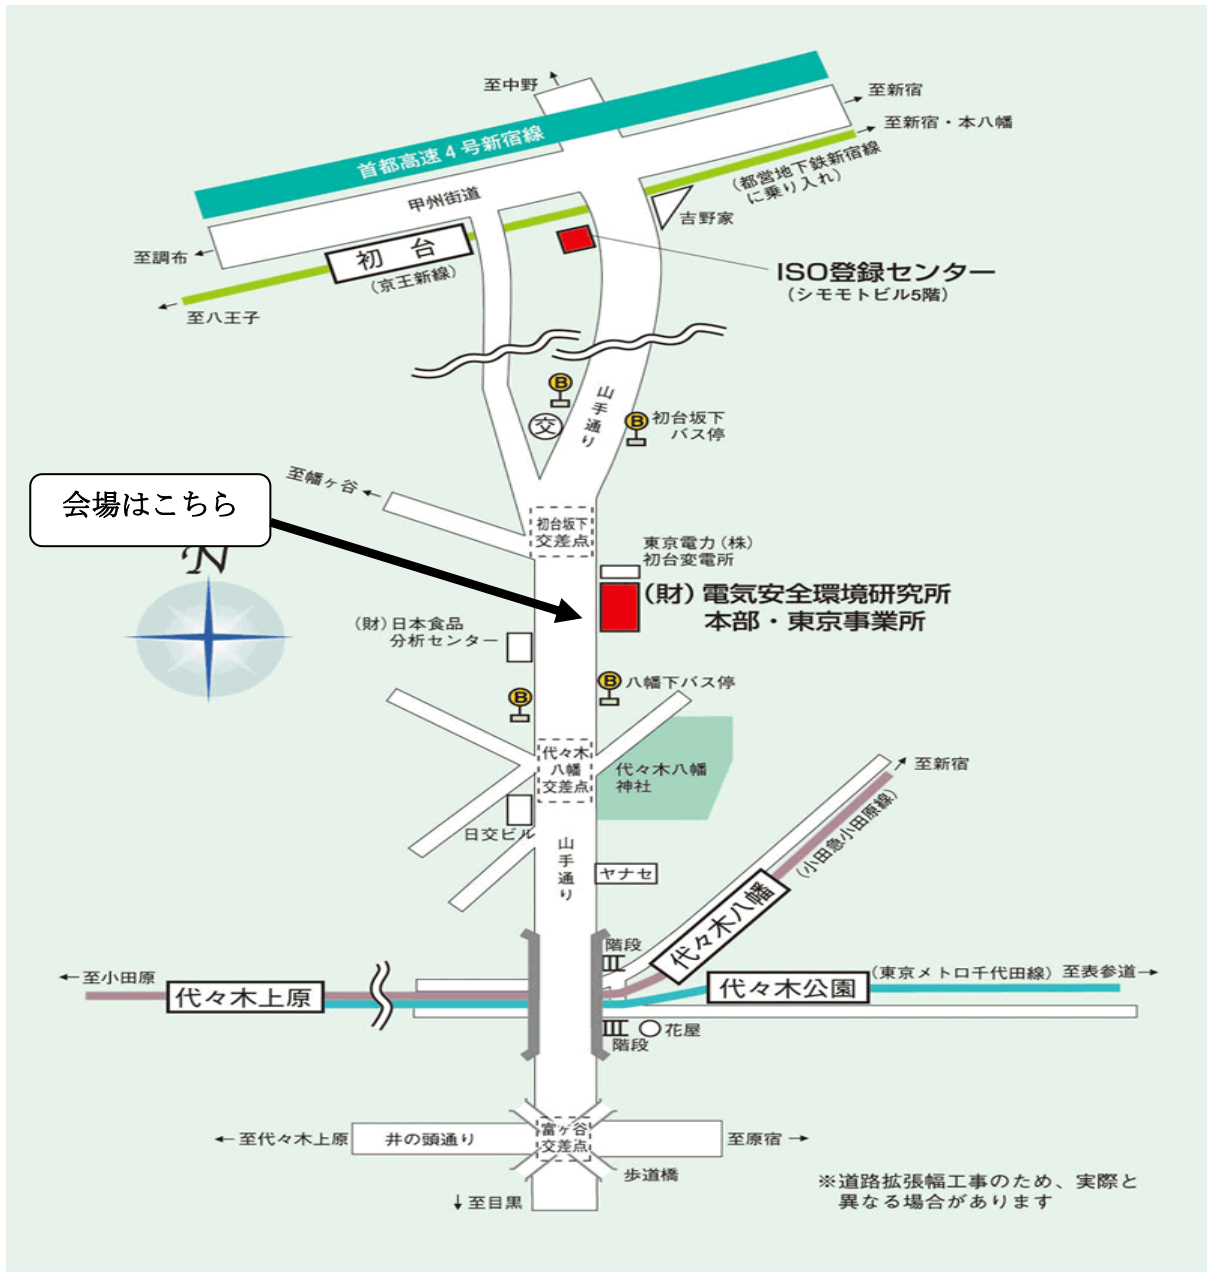 至中野
至新宿
至新宿・本八幡
首都高速4号新宿線
(都営地下鉄新宿線
に乗り入れ)
甲州街道
吉野家
至調布
初 台
(京王新線)
ISO登録センター
(シモモトビル5階)
至八王子
B
山手通り
交
B
初台坂下
バス停
至幡ヶ谷
会場はこちら
初台坂下
交差点
東京電力(株)
初台変電所
N
(財)電気安全環境研究所
本部・東京事業所
(財)日本食品
分析センター
B
八幡下バス停
B
代々木
八幡
交差点
代々木八幡
神社
至新宿
日交ビル
(小田急小田原線)
山手通り
ヤナセ
代々木八幡
階段
至小田原
代々木上原
(東京メトロ千代田線)
至表参道
代々木公園
階段
花屋
至代々木上原
井の頭通り
富ヶ谷
交差点
至原宿
歩道橋
至目黒
※道路拡張幅工事のため、実際と
異なる場合があります